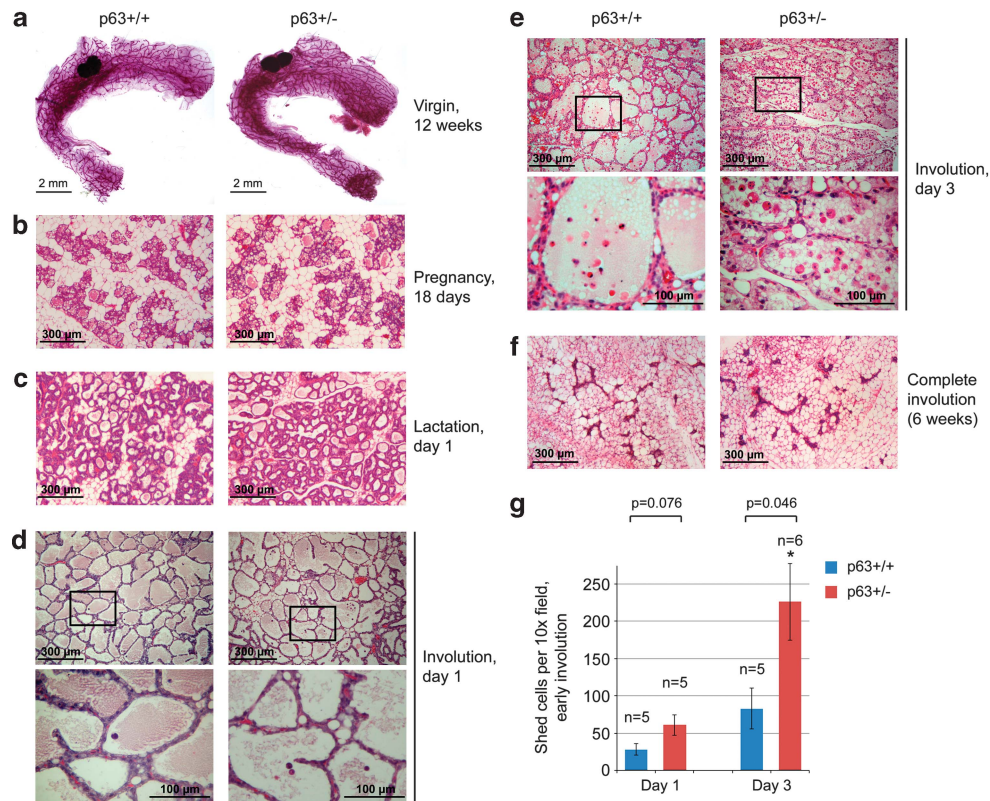 a
p63+/+
p63+/-
Virgin,
12 weeks
2 mm
2 mm
b
Pregnancy,
18 days
300 µm
300 µm
c
Lactation,
day 1
300 µm
300 µm
d
300 µm
300 µm
Involution,
day 1
100 µm
100 µm
e
p63+/+
p63+/-
300 µm
300 µm
Involution,
day 3
100 µm
100 µm
f
Complete
involution
(6 weeks)
300 µm
300 µm
g
p=0.076
p=0.046
n=6
*
p63+/+
p63+/-
Shed cells per 10x field,
early involution
250
200
150
100
50
0
n=5
n=5
n=5
Day 1
Day 3